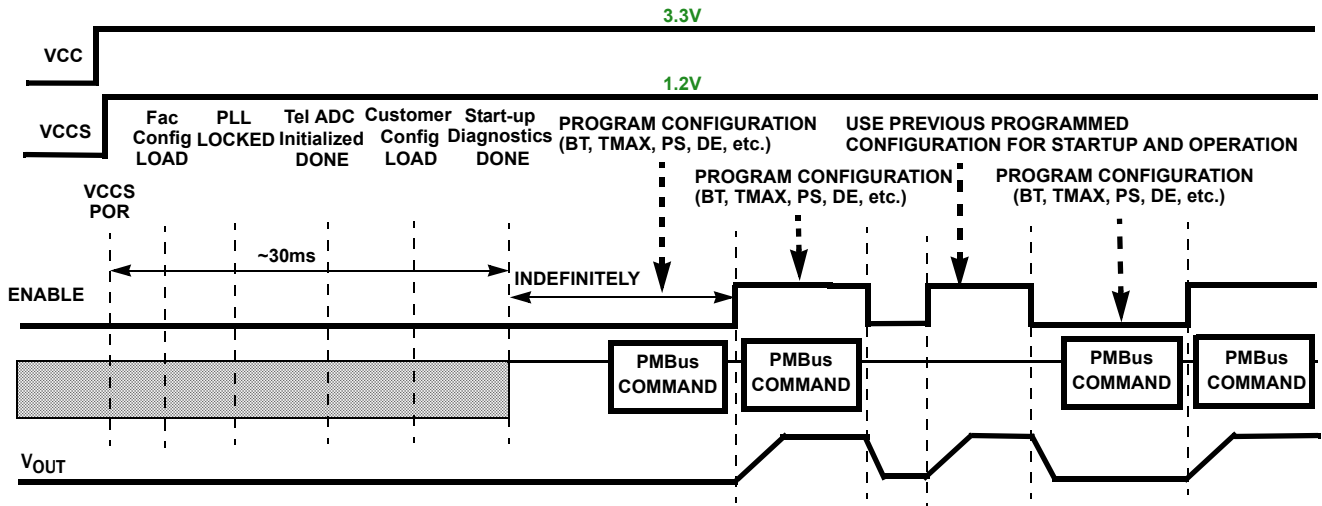 3.3V
VCC
1.2V
VCCS
Fac
Config
LOAD
PLL
LOCKED
Tel ADC
Initialized
DONE
Customer
Config
LOAD
Start-up
Diagnostics
DONE
PROGRAM CONFIGURATION
(BT, TMAX, PS, DE, etc.)
USE PREVIOUS PROGRAMMED
CONFIGURATION FOR STARTUP AND OPERATION
PROGRAM CONFIGURATION
(BT, TMAX, PS, DE, etc.)
PROGRAM CONFIGURATION
(BT, TMAX, PS, DE, etc.)
VCCS
POR
~30ms
INDEFINITELY
ENABLE
PMBus
COMMAND
PMBus
COMMAND
PMBus
COMMAND
PMBus
COMMAND
VOUT